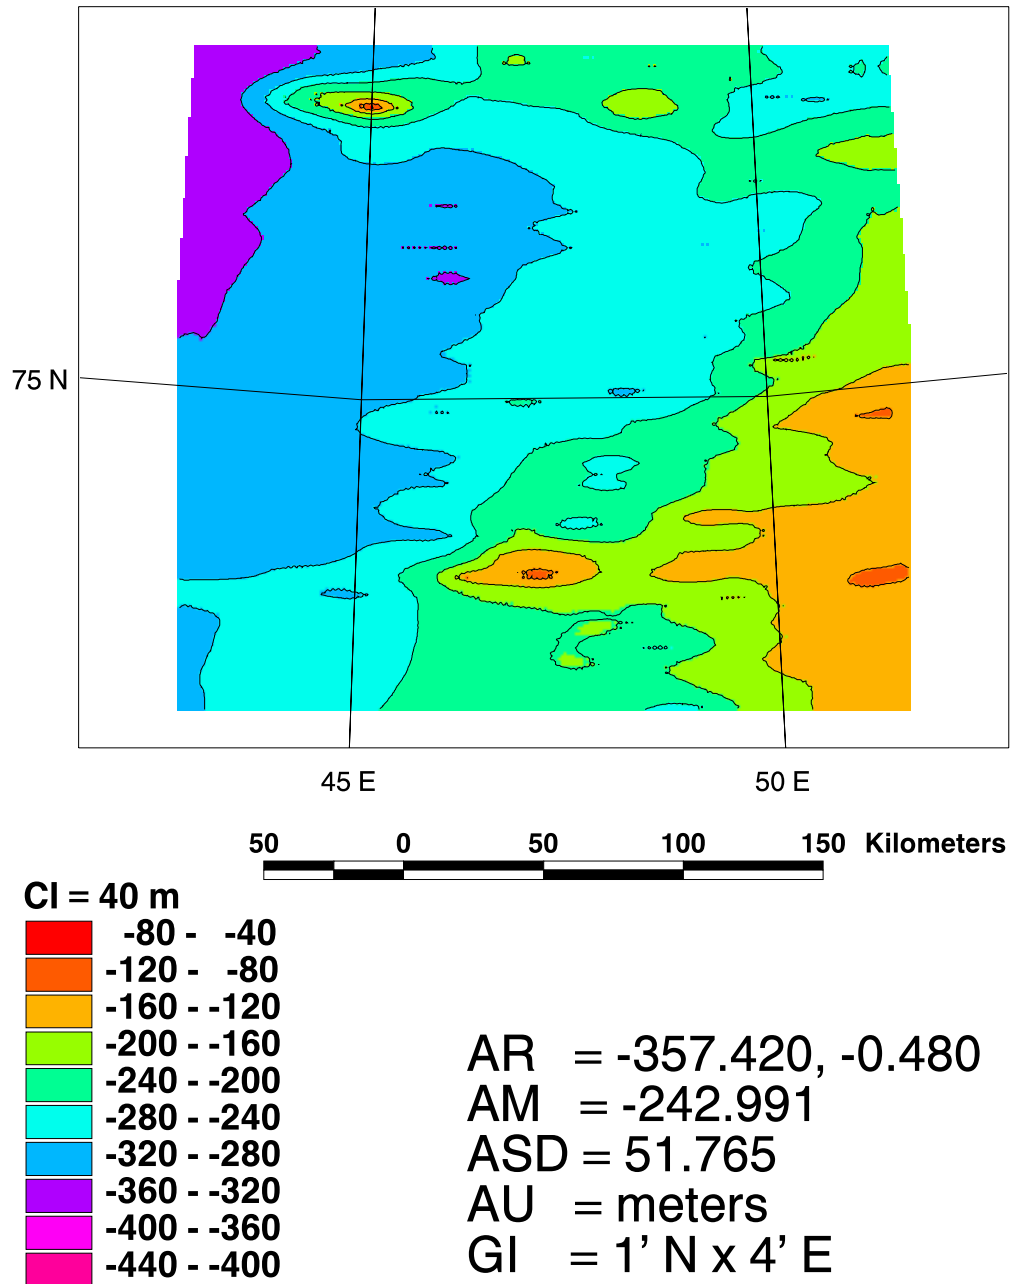 75 N
45 E 50 E
50 0 50 100 150 Kilometers
CI = 40 m
-80 - -40
-120 - -80
-160 - -120
-200 - -160
-240 - -200
-280 - -240
-320 - -280
-360 - -320
-400 - -360
-440 - -400
AR = -357.420, -0.480
AM = -242.991
ASD = 51.765
AU = meters
GI = 1' N x 4' E